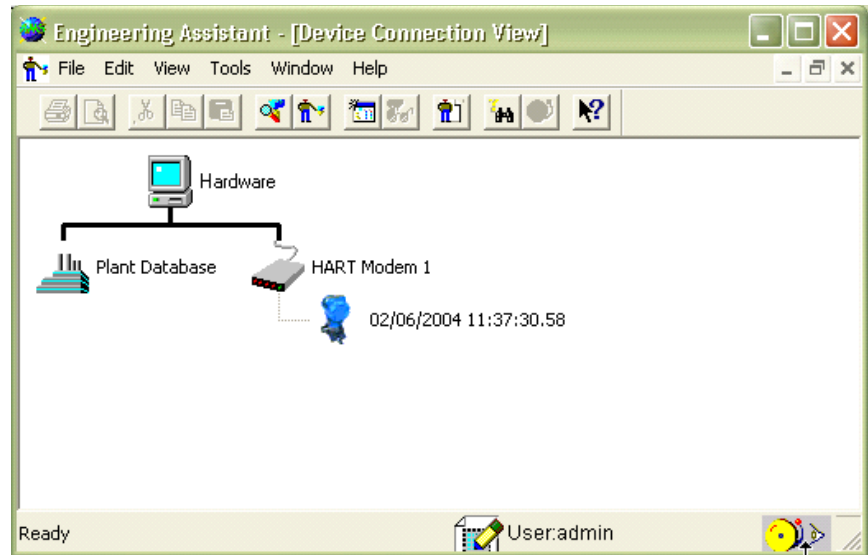 Engineering Assistant - [Device Connection View]
File Edit View Tools Window Help
Hardware
Plant Database
HART Modem 1
02/06/2004 11:37:30.58
Ready
User:admin